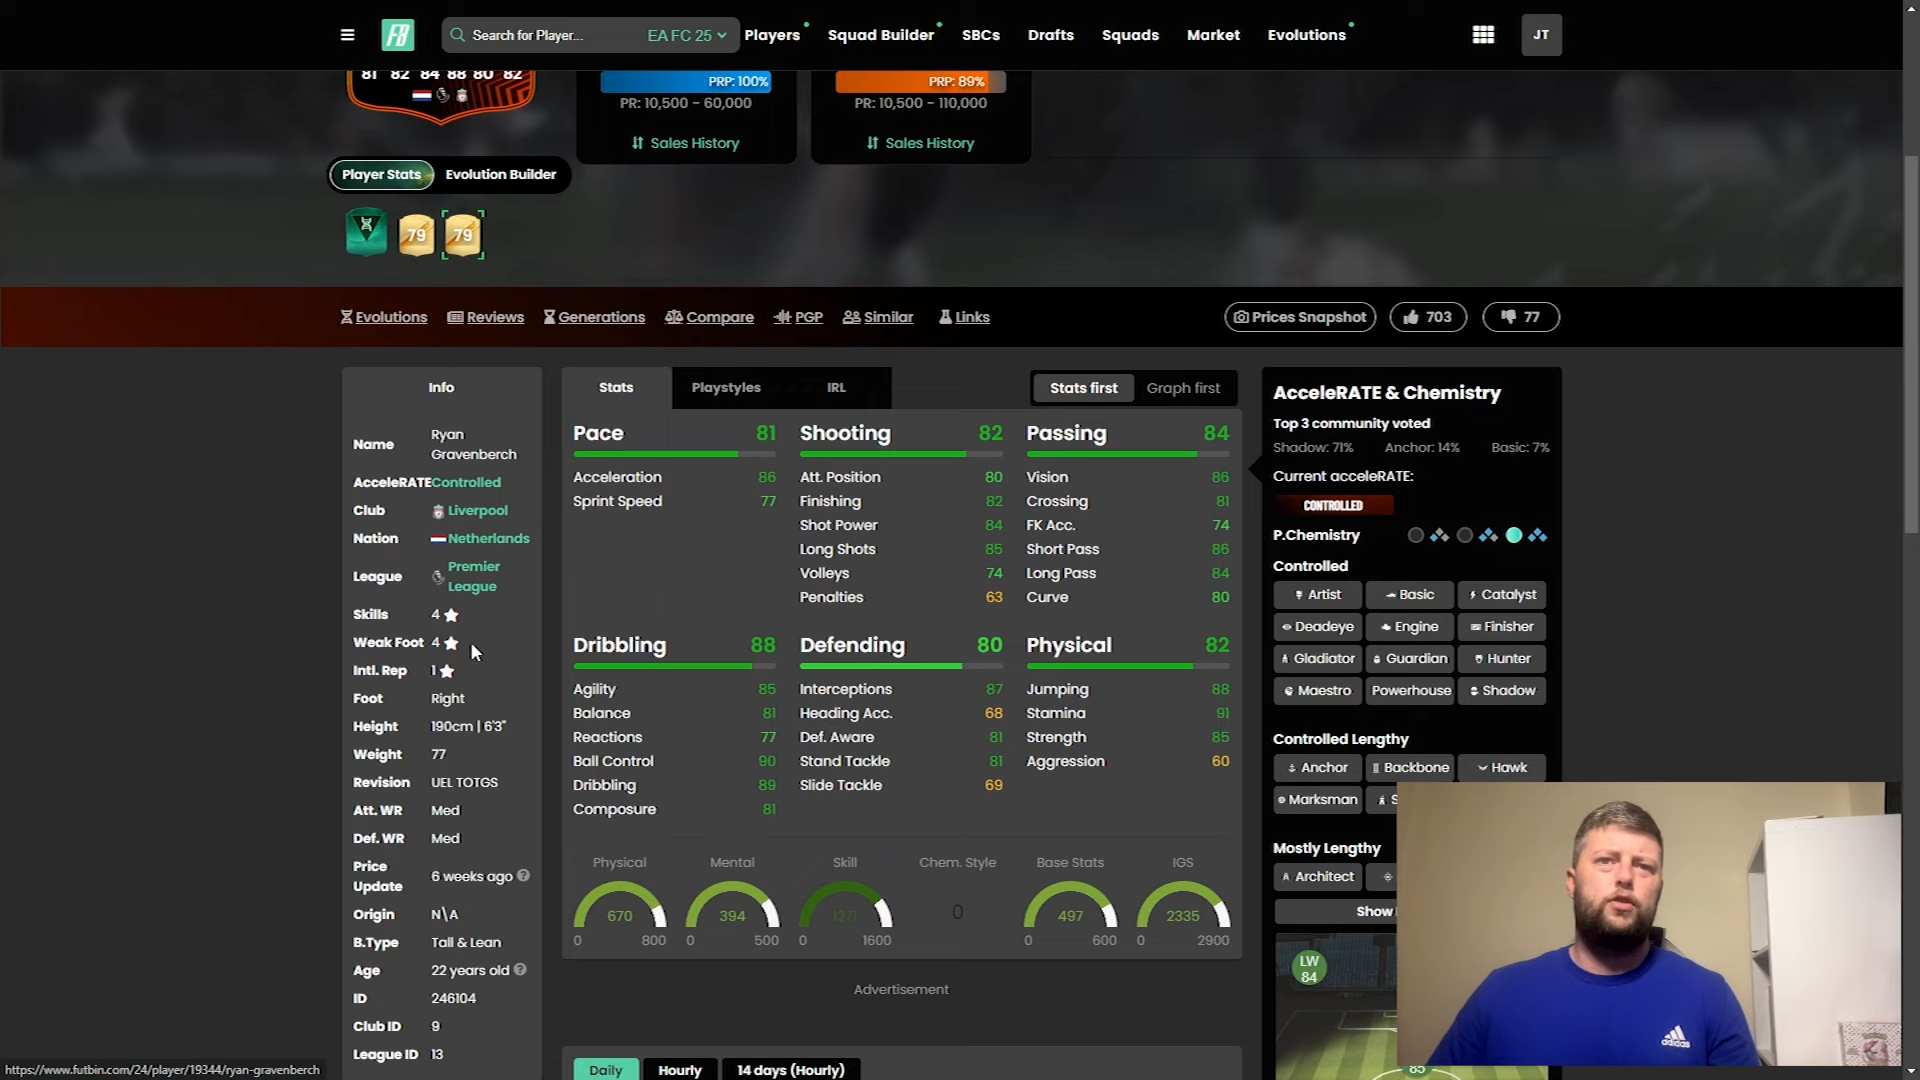 F8
Search for Player...
EA FC 25
Players
Squad Builder
SBCs
Drafts
Squads
Market
Evolutions
JT
81 82 84 88 80 82
PRP: 100%
PR: 10,500 - 60,000
Sales History
PRP: 89%
PR: 10,500 - 110,000
Sales History
Player Stats
Evolution Builder
79
79
Evolutions
Reviews
Generations
Compare
PGP
Similar
Links
Prices Snapshot
703
77
Info
Name Ryan
Gravenberch
AcceleRATE Controlled
Club Liverpool
Nation Netherlands
League Premier
League
Skills 4
Weak Foot 4
Intl. Rep 1
Foot Right
Height 190cm | 6'3"
Weight 77
Revision UEL TOTGS
Att. WR Med
Def. WR Med
Price
Update 6 weeks ago
Origin N\A
B.Type Tall & Lean
Age 22 years old
ID 246104
Club ID 9
League ID 13
Stats
Playstyles
IRL
Stats first
Graph first
Pace 81
Acceleration 86
Sprint Speed 77
Shooting 82
Att. Position 80
Finishing 82
Shot Power 84
Long Shots 85
Volleys 74
Penalties 63
Passing 84
Vision 86
Crossing 81
FK Acc. 74
Short Pass 86
Long Pass 84
Curve 80
Dribbling 88
Agility 85
Balance 81
Reactions 77
Ball Control 90
Dribbling 89
Composure 81
Defending 80
Interceptions 87
Heading Acc. 68
Def. Aware 81
Stand Tackle 81
Slide Tackle 69
Physical 82
Jumping 88
Stamina 91
Strength 85
Aggression 60
Physical
670
0 800
Mental
394
0 500
Skill
1271
0 1600
Chem. Style
0
Base Stats
497
0 600
IGS
2335
0 2900
Advertisement
Daily
Hourly
14 days (Hourly)
AcceleRATE & Chemistry
Top 3 community voted
Shadow: 71% Anchor: 14% Basic: 7%
Current acceleRATE:
CONTROLLED
P.Chemistry
Controlled
Artist Basic Catalyst
Deadeye Engine Finisher
Gladiator Guardian Hunter
Maestro Powerhouse Shadow
Controlled Lengthy
Anchor Backbone Hawk
Marksman S
Mostly Lengthy
Architect
Show
LW
84
85
adidas
https://www.futbin.com/24/player/19344/ryan-gravenberch